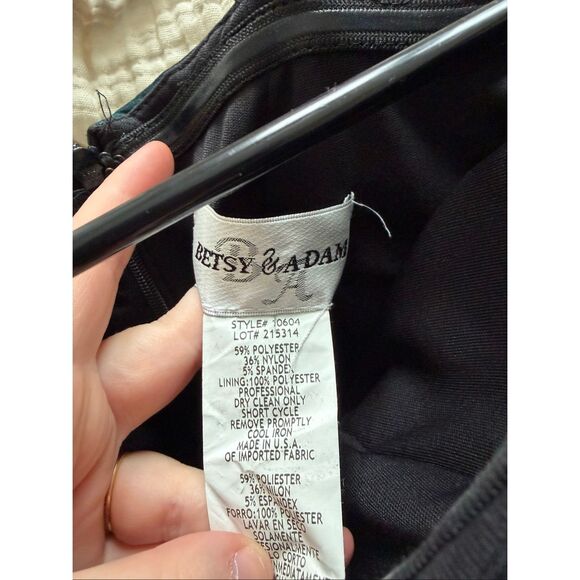 BETSY & ADAM
B
A
STYLE# 10604
LOT# 215314
59% POLYESTER
36% NYLON
5% SPANDEX
LINING:100% POLYESTER
PROFESSIONAL
DRY CLEAN ONLY
SHORT CYCLE
REMOVE PROMPTLY
COOL IRON
MADE IN U.S.A.
OF IMPORTED FABRIC
59% POLIESTER
36% NILON
5% ESPANDEX
FORRO:100% POLIESTER
LAVAR EN SECO
SOLAMENTE
LO CORTO